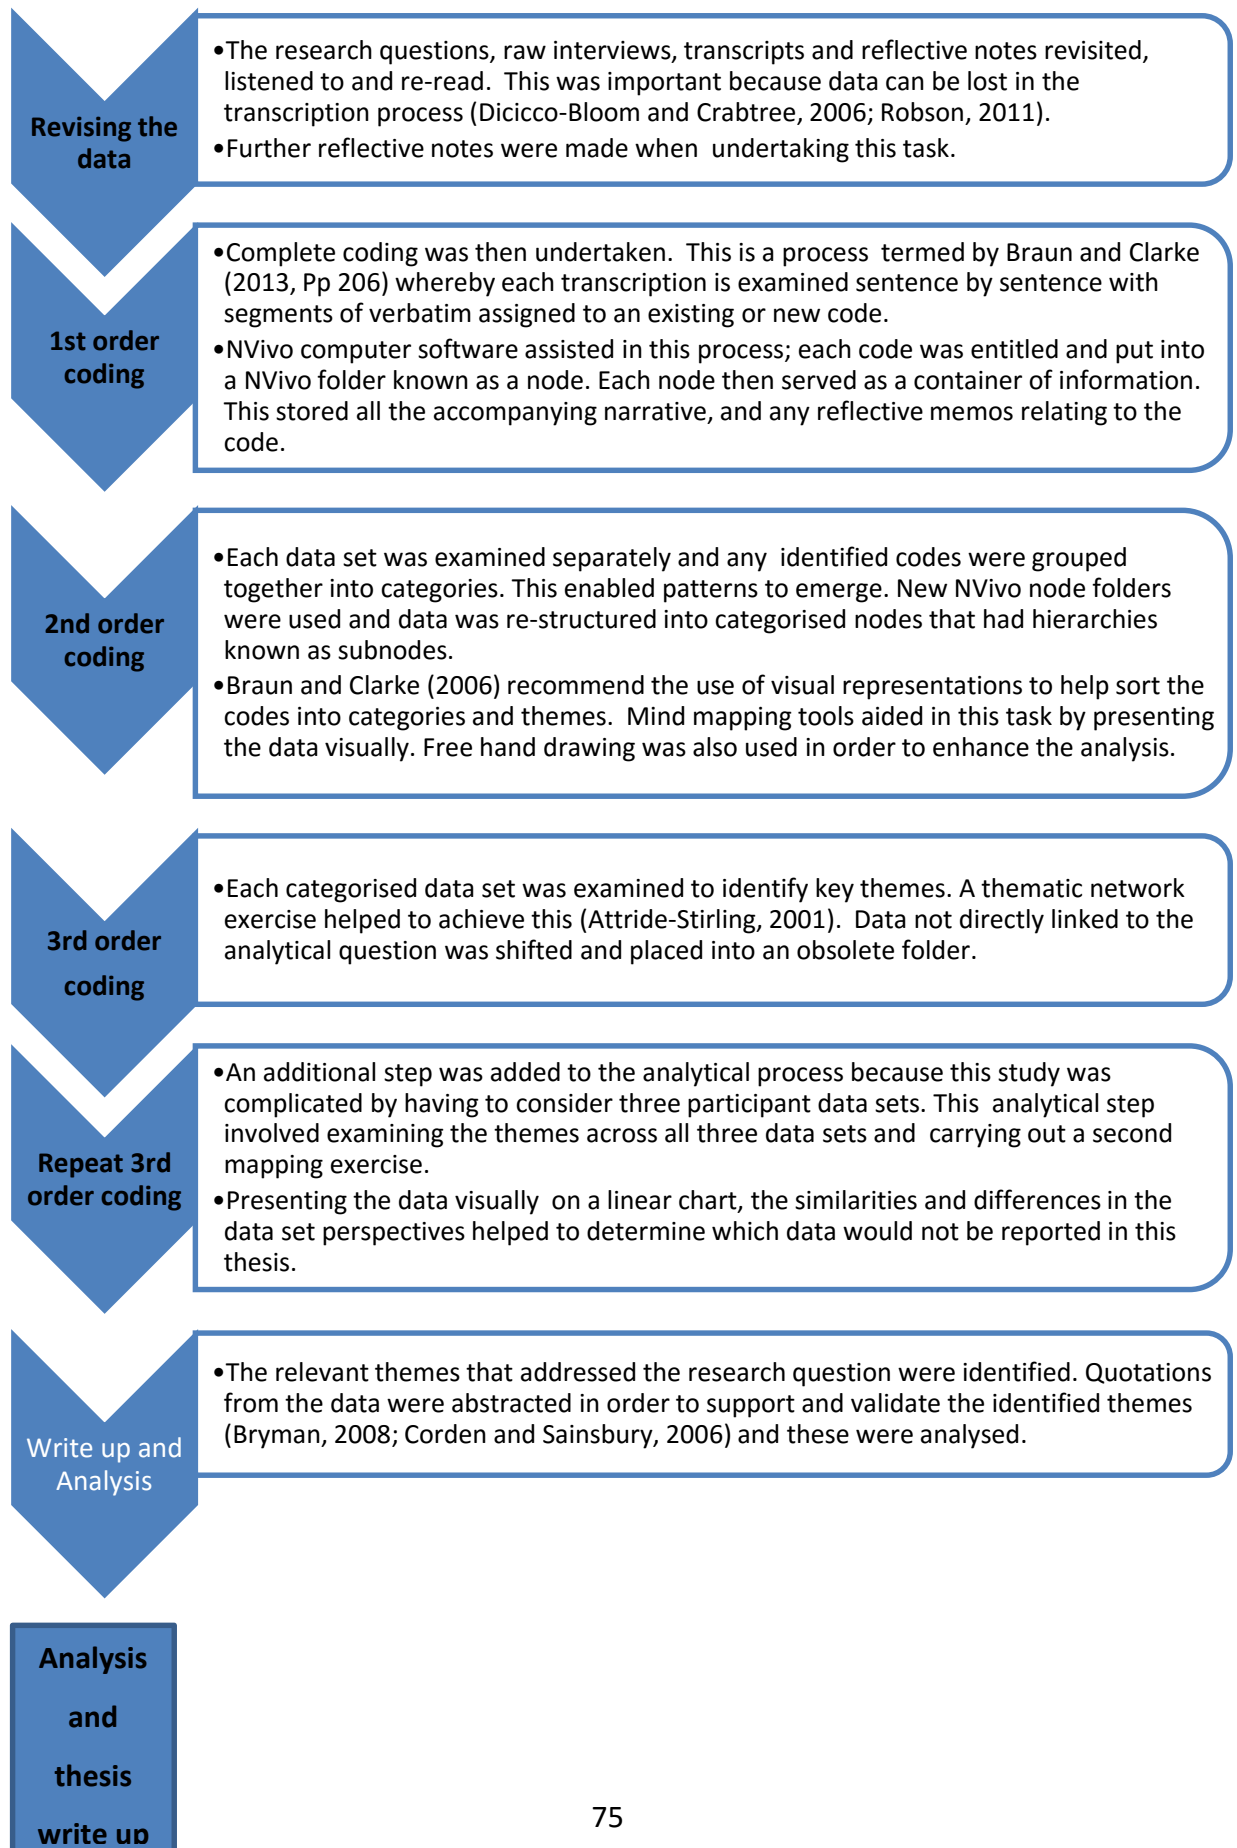 Revising the
data
•The research questions, raw interviews, transcripts and reflective notes revisited,
listened to and re-read.  This was important because data can be lost in the
transcription process (Dicicco-Bloom and Crabtree, 2006; Robson, 2011).
•Further reflective notes were made when  undertaking this task.
1st order
coding
•Complete coding was then undertaken.  This is a process  termed by Braun and Clarke
(2013, Pp 206) whereby each transcription is examined sentence by sentence with
segments of verbatim assigned to an existing or new code.
•NVivo computer software assisted in this process; each code was entitled and put into
a NVivo folder known as a node. Each node then served as a container of information.
This stored all the accompanying narrative, and any reflective memos relating to the
code.
2nd order
coding
•Each data set was examined separately and any  identified codes were grouped
together into categories. This enabled patterns to emerge. New NVivo node folders
were used and data was re-structured into categorised nodes that had hierarchies
known as subnodes.
•Braun and Clarke (2006) recommend the use of visual representations to help sort the
codes into categories and themes.  Mind mapping tools aided in this task by presenting
the data visually. Free hand drawing was also used in order to enhance the analysis.
3rd order
coding
•Each categorised data set was examined to identify key themes. A thematic network
exercise helped to achieve this (Attride-Stirling, 2001).  Data not directly linked to the
analytical question was shifted and placed into an obsolete folder.
Repeat 3rd
order coding
•An additional step was added to the analytical process because this study was
complicated by having to consider three participant data sets. This  analytical step
involved examining the themes across all three data sets and  carrying out a second
mapping exercise.
•Presenting the data visually  on a linear chart, the similarities and differences in the
data set perspectives helped to determine which data would not be reported in this
thesis.
Write up and
Analysis
•The relevant themes that addressed the research question were identified. Quotations
from the data were abstracted in order to support and validate the identified themes
(Bryman, 2008; Corden and Sainsbury, 2006) and these were analysed.
Analysis
and
thesis
write up
75